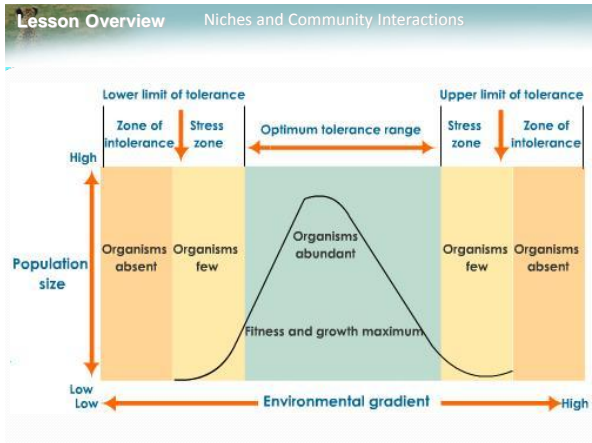 Lesson Overview
Niches and Community Interactions
Lower limit of tolerance
Upper limit of tolerance
Zone of
intolerance
Stress
zone
Optimum tolerance range
Stress
zone
Zone of
intolerance
High
Population
size
Organisms
absent
Organisms
few
Organisms
abundant
Organisms
few
Organisms
absent
Fitness and growth maximum
Low
Low
Environmental gradient
High